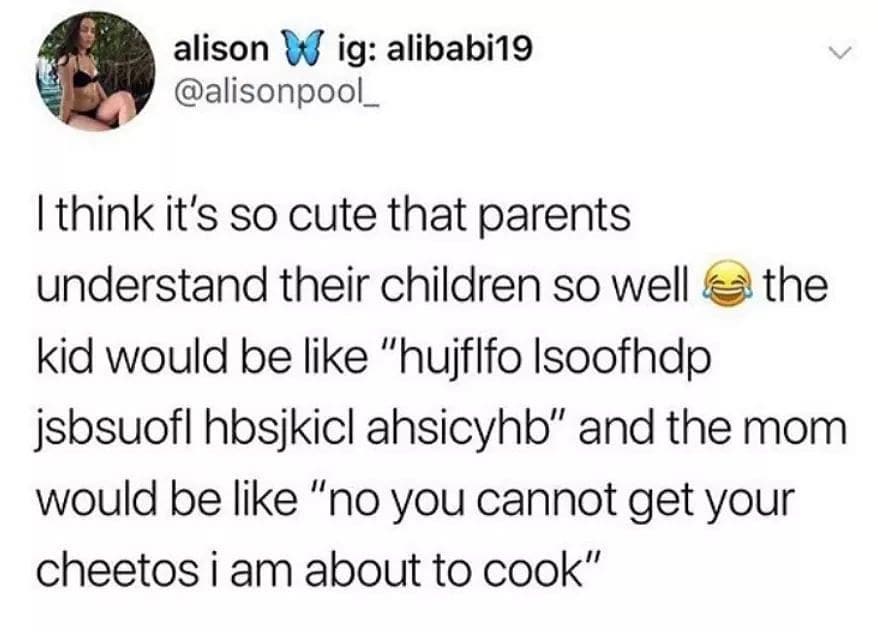 alison 🦋 ig: alibabi19
@alisonpool_
I think it's so cute that parents
understand their children so well 😂 the
kid would be like "hujflfo lsoofhdp
jsbsuofl hbsjkicl ahsicyhb" and the mom
would be like "no you cannot get your
cheetos i am about to cook"